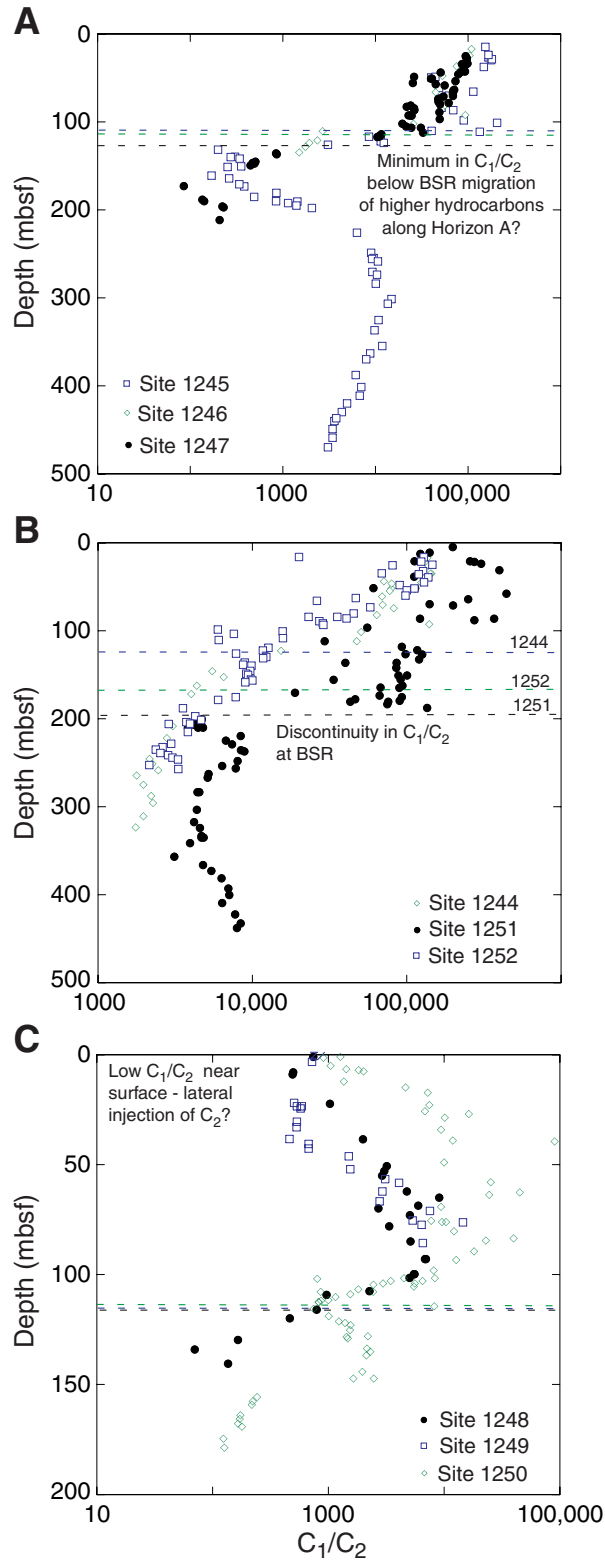 A
0
100
200
300
400
500
Depth (mbsf)
Minimum in C₁/C₂
below BSR migration
of higher hydrocarbons
along Horizon A?
Site 1245
Site 1246
Site 1247
10
1000
100,000
B
0
100
200
300
400
500
Depth (mbsf)
1244
1252
1251
Discontinuity in C₁/C₂
at BSR
Site 1244
Site 1251
Site 1252
1000
10,000
100,000
C
0
50
100
150
200
Depth (mbsf)
Low C₁/C₂ near
surface - lateral
injection of C₂?
Site 1248
Site 1249
Site 1250
10
1000
100,000
C₁/C₂